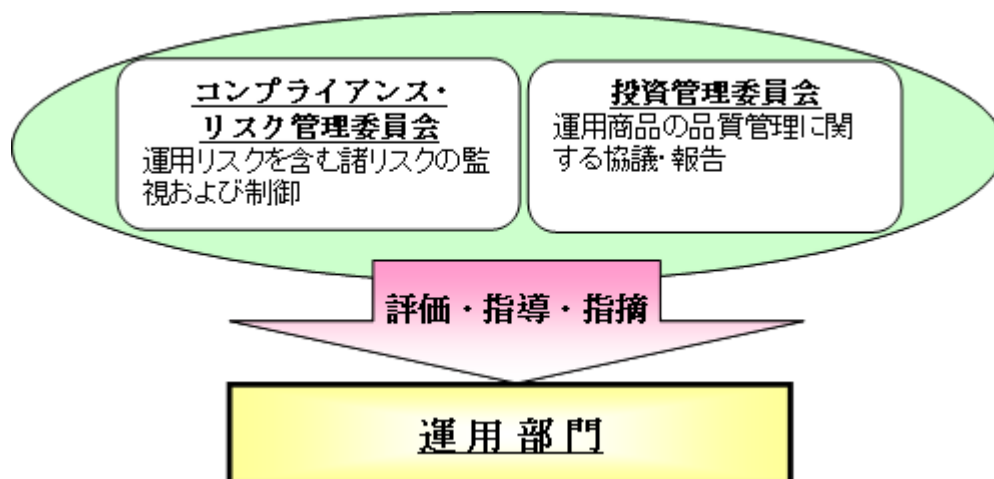 コンプライアンス・
リスク管理委員会
運用リスクを含む諸リスクの監
視および制御
投資管理委員会
運用商品の品質管理に関
する協議・報告
評価・指導・指摘
運用部門